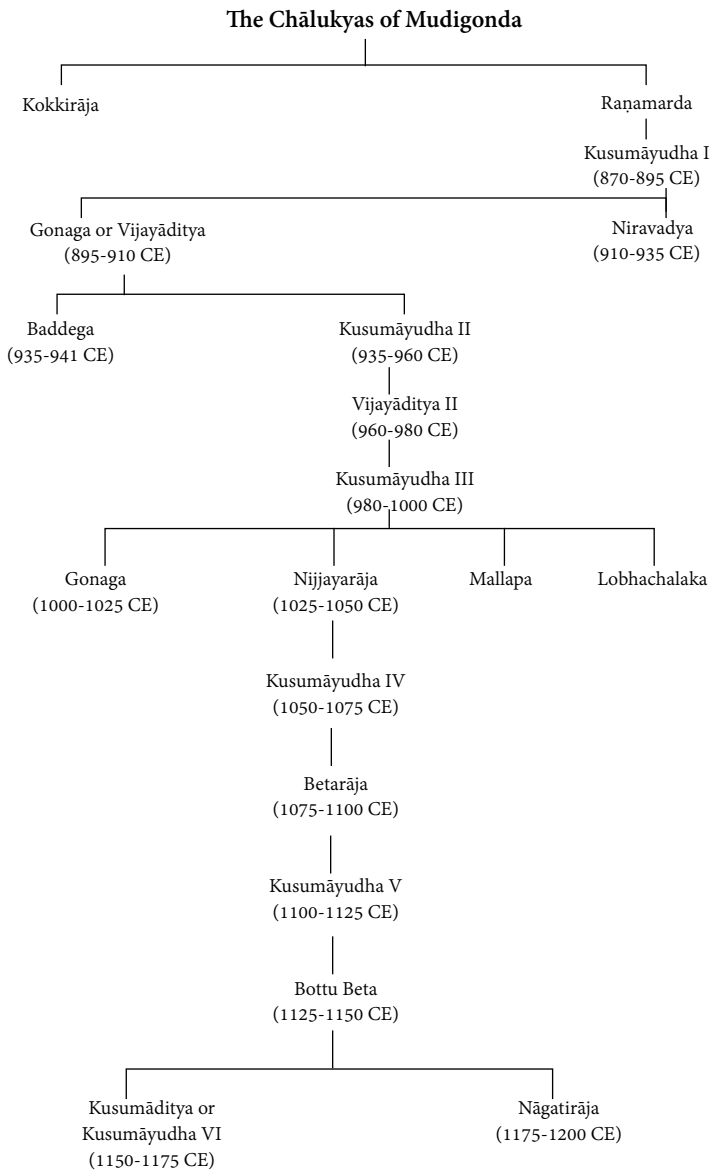 The Chālukyas of Mudigonda
Kokkirāja
Raṇamarda
Kusumāyudha I
(870-895 CE)
Gonaga or Vijayāditya
(895-910 CE)
Niravadya
(910-935 CE)
Baddega
(935-941 CE)
Kusumāyudha II
(935-960 CE)
Vijayāditya II
(960-980 CE)
Kusumāyudha III
(980-1000 CE)
Gonaga
(1000-1025 CE)
Nijjayarāja
(1025-1050 CE)
Mallapa
Lobhachalaka
Kusumāyudha IV
(1050-1075 CE)
Betarāja
(1075-1100 CE)
Kusumāyudha V
(1100-1125 CE)
Bottu Beta
(1125-1150 CE)
Kusumāditya or
Kusumāyudha VI
(1150-1175 CE)
Nāgatirāja
(1175-1200 CE)